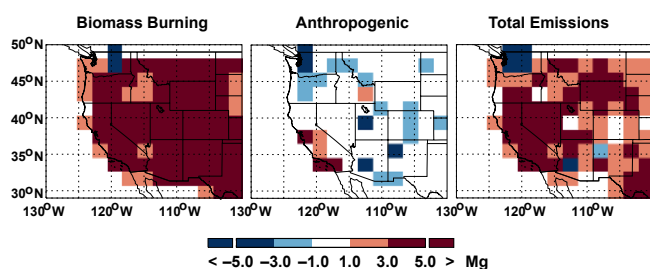 Biomass Burning Anthropogenic Total Emissions
50°N
45°N
40°N
35°N
30°N
130°W 120°W 110°W 130°W 120°W 110°W 130°W 120°W 110°W
< −5.0 −3.0 −1.0 1.0 3.0 5.0 > Mg